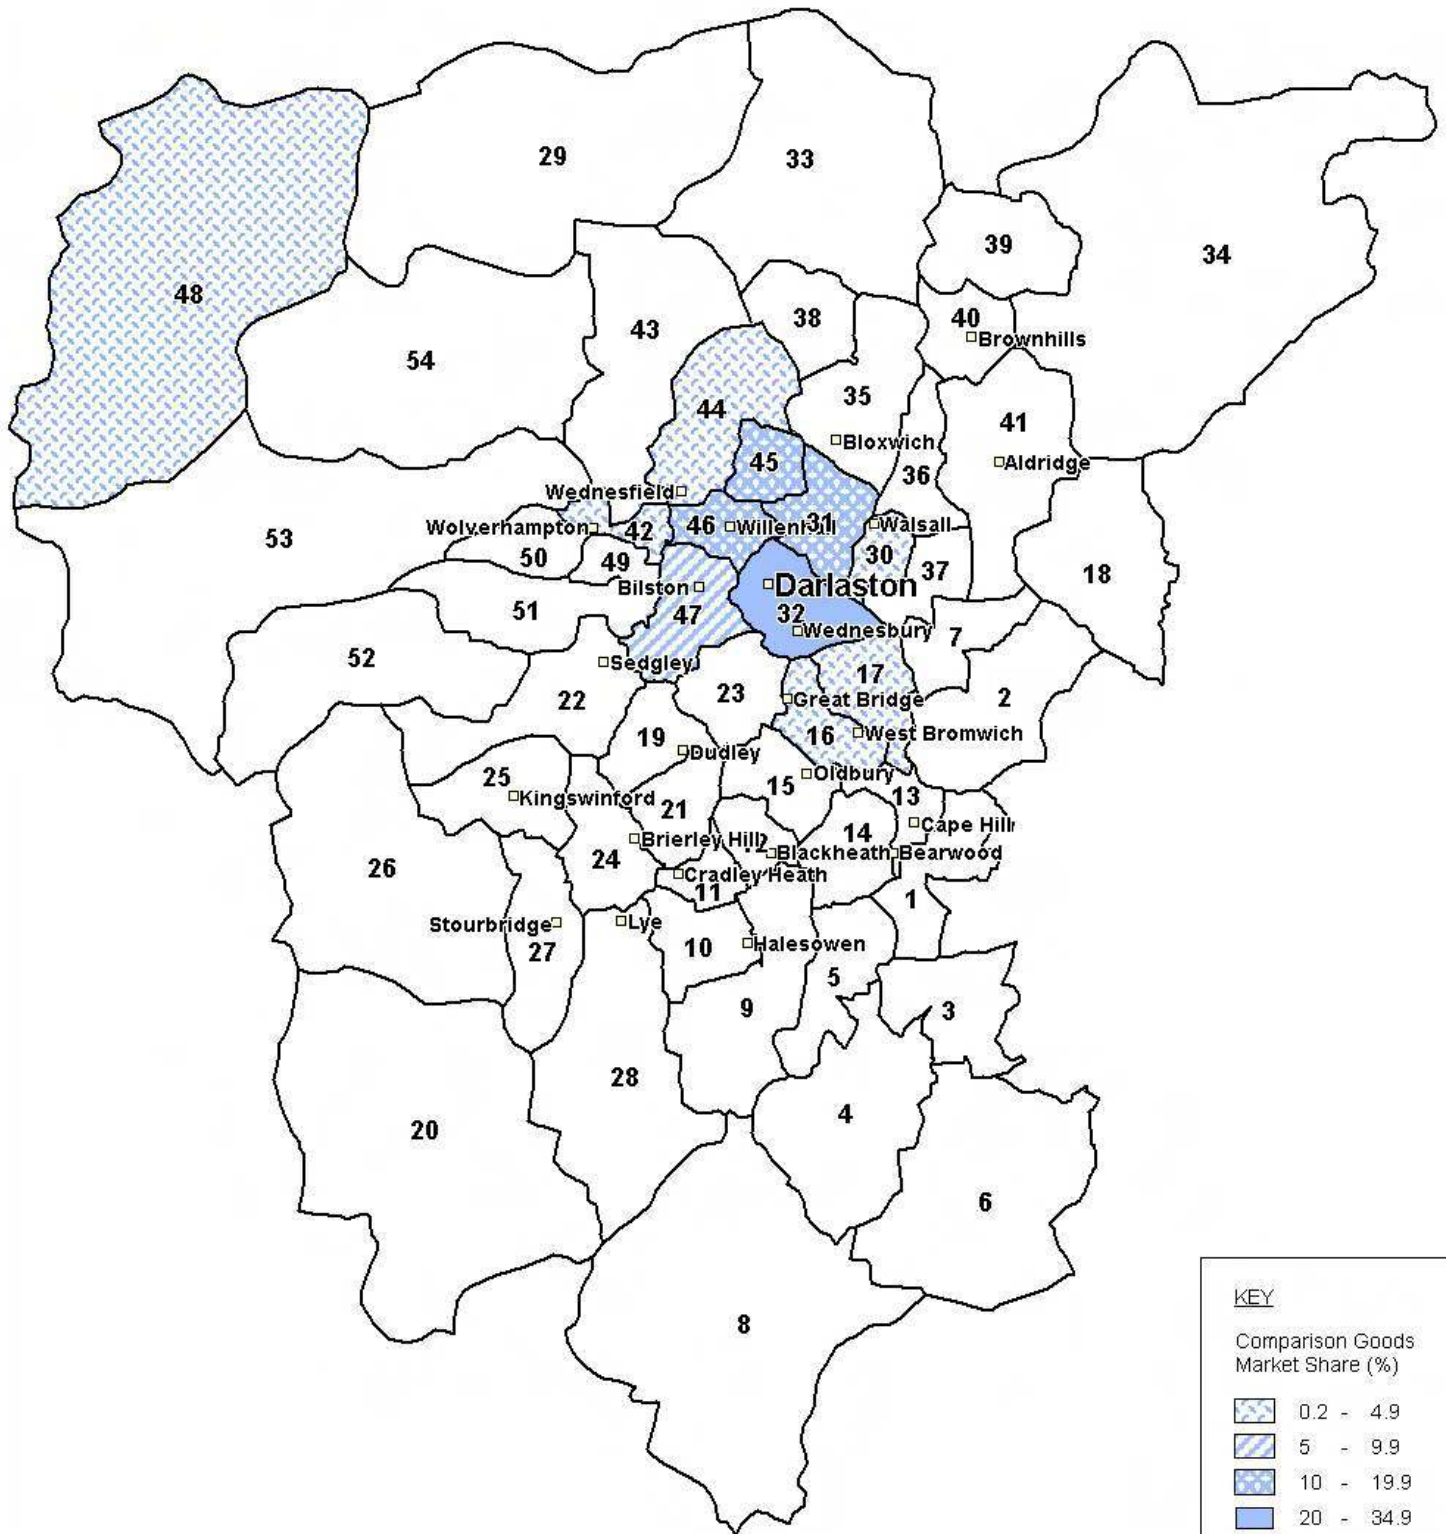 29
33
39
34
48
40
Brownhills
38
43
54
35
44
41
Bloxwich
45
Aldridge
36
Wednesfield
Wolverhampton
42
46
Willenhall
31
Walsall
53
50
49
30
37
18
Bilston
Darlaston
51
47
32
Wednesbury
7
52
Sedgley
17
22
23
Great Bridge
2
19
16
West Bromwich
Dudley
Oldbury
25
15
13
Kingswinford
21
Cape Hill
14
Brierley Hill
12
Blackheath
Bearwood
24
26
Cradley Heath
11
1
Stourbridge
Lye
27
10
Halesowen
5
9
3
28
4
20
6
8
KEY
Comparison Goods
Market Share (%)
0.2 - 4.9
5 - 9.9
10 - 19.9
20 - 34.9